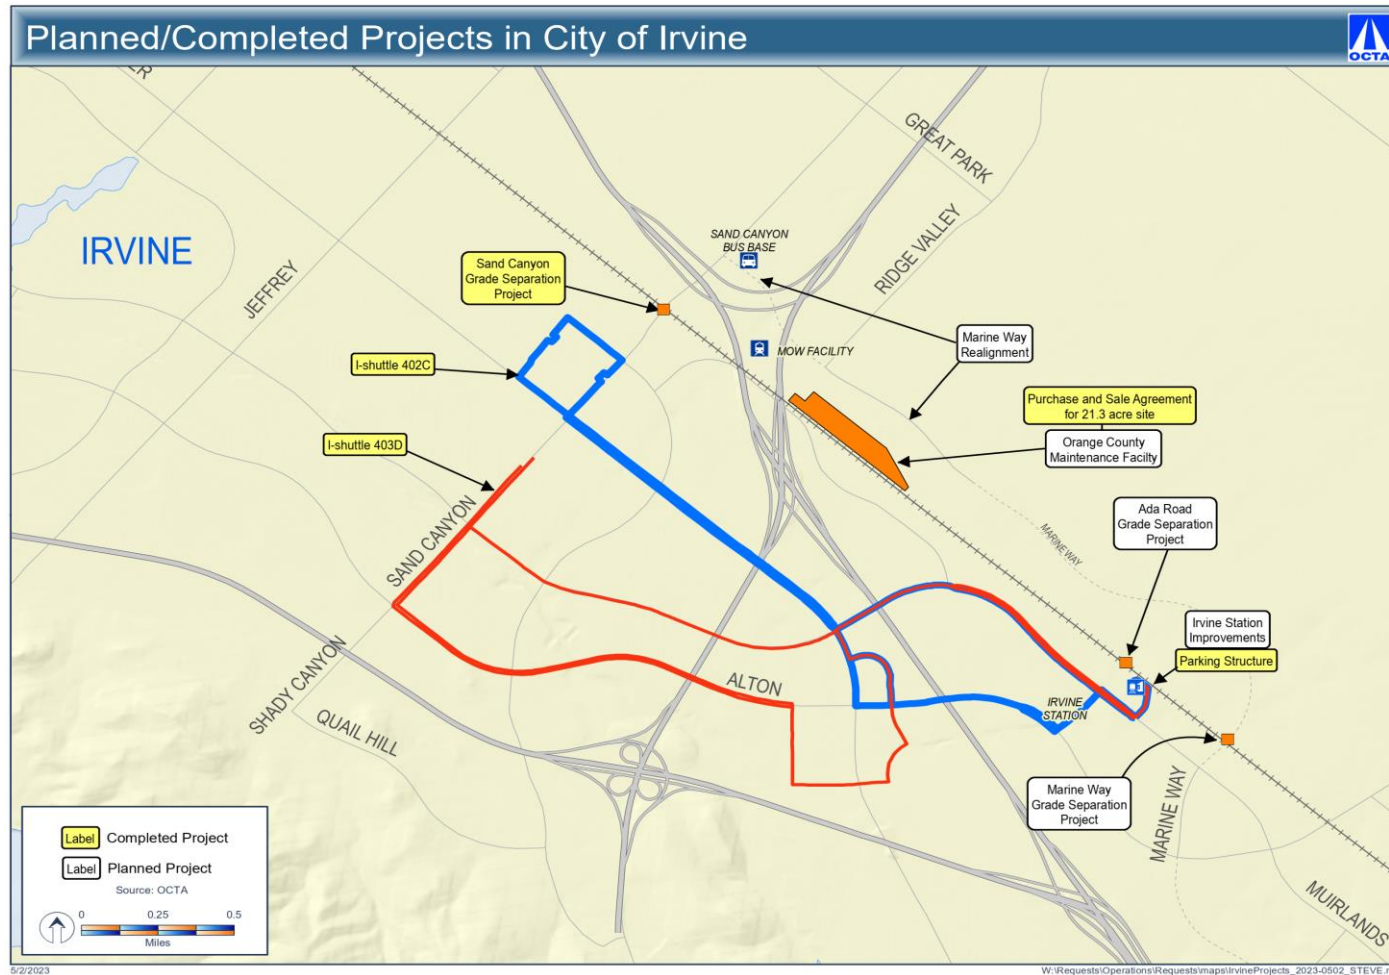 Planned/Completed Projects in City of Irvine
OCTA
GREAT PARK
SAND CANYON
BUS BASE
RIDGE VALLEY
IRVINE
JEFFREY
Sand Canyon
Grade Separation
Project
Marine Way
Realignment
MOW FACILITY
I-shuttle 402C
Purchase and Sale Agreement
for 21.3 acre site
Orange County
Maintenance Facilty
I-shuttle 403D
SAND CANYON
Ada Road
Grade Separation
Project
MARINE WAY
Irvine Station
Improvements
Parking Structure
SHADY CANYON
ALTON
IRVINE
STATION
QUAIL HILL
Marine Way
Grade Separation
Project
MARINE WAY
MUIRLANDS
Label Completed Project
Label Planned Project
Source: OCTA
0 0.25 0.5
Miles
5/2/2023
W:\Requests\Operations\Requests\maps\IrvineProjects_2023-0502_STEVE